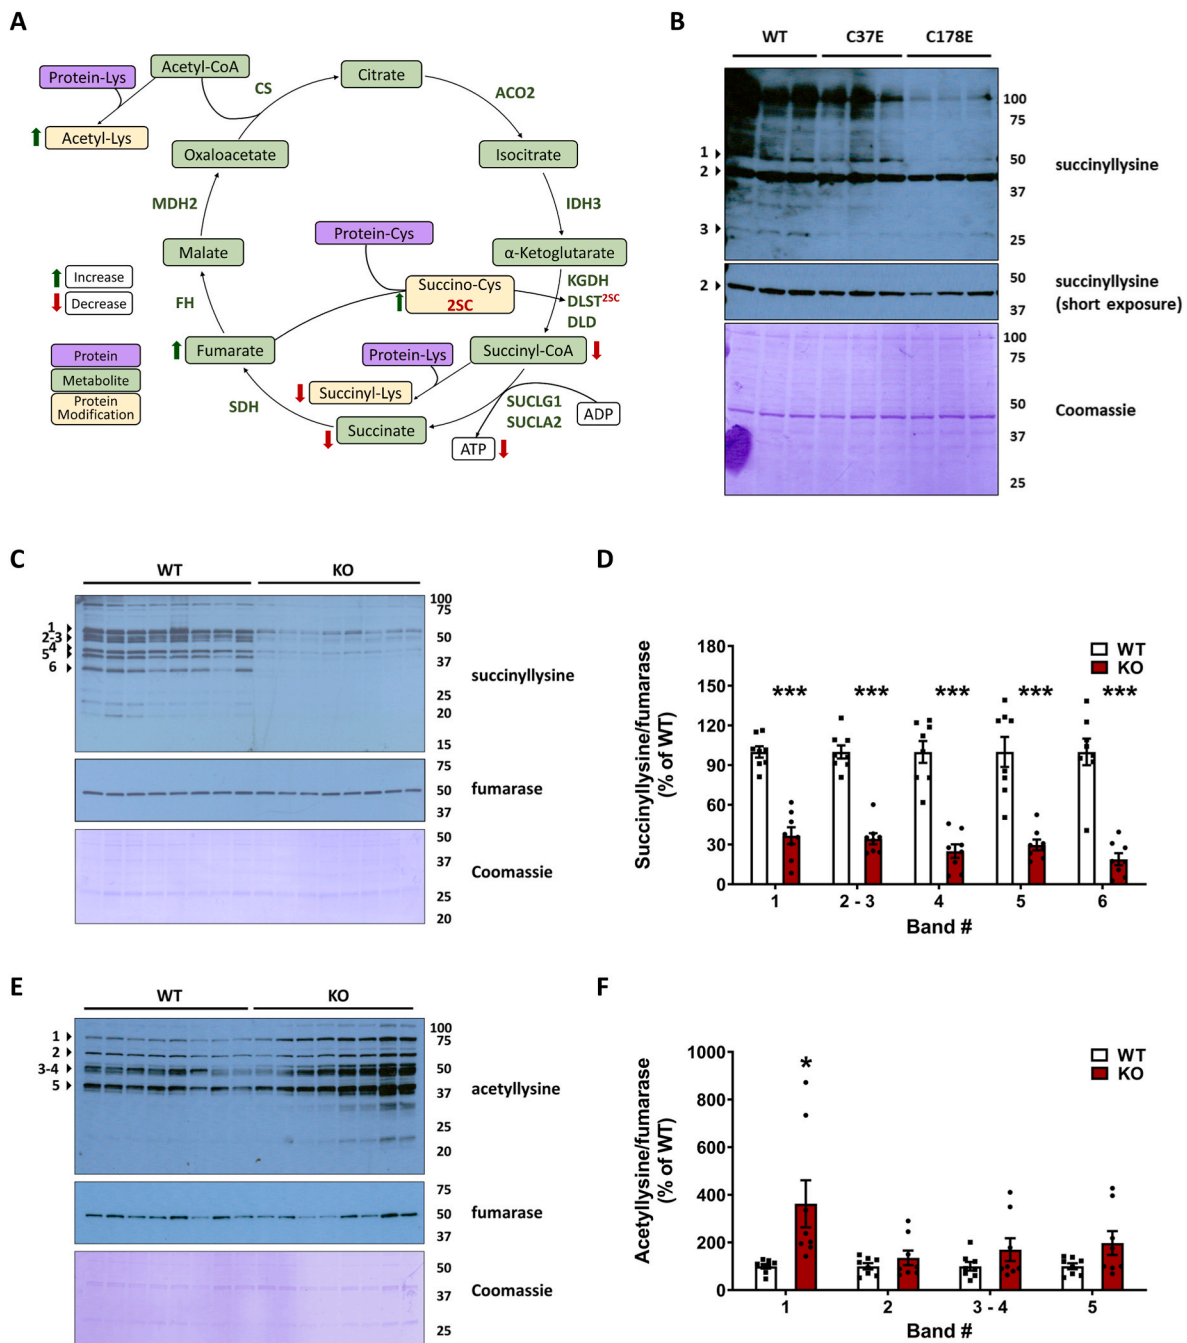 A
Acetyl-CoA
Protein-Lys
Citrate
CS
ACO2
Acetyl-Lys
Oxaloacetate
Isocitrate
MDH2
IDH3
Protein-Cys
Malate
α-Ketoglutarate
Increase
Succino-Cys
2SC
KGDH
DLST2SC
DLD
Decrease
FH
Protein
Fumarate
Protein-Lys
Succinyl-CoA
Metabolite
Protein
Modification
Succinyl-Lys
SDH
SUCLG1
SUCLA2
ADP
Succinate
ATP
B
WT C37E C178E
100
75
1
50
succinyllysine
2
37
3
25
2
50
succinyllysine
(short exposure)
37
100
75
50
Coomassie
37
25
C
WT KO
100
75
1
2-3
50
4
5
37
6
succinyllysine
25
20
15
75
fumarase
50
37
50
37
Coomassie
25
20
D
WT
KO
180
150
120
90
60
30
0
*** *** *** *** ***
Succinyllysine/fumarase
(% of WT)
1 2 - 3 4 5 6
Band #
E
WT KO
100
1
75
2
3-4
50
5
37
acetyllysine
25
20
75
fumarase
50
37
50
Coomassie
37
25
F
WT
KO
1000
800
600
400
200
0
*
Acetyllysine/fumarase
(% of WT)
1 2 3 - 4 5
Band #